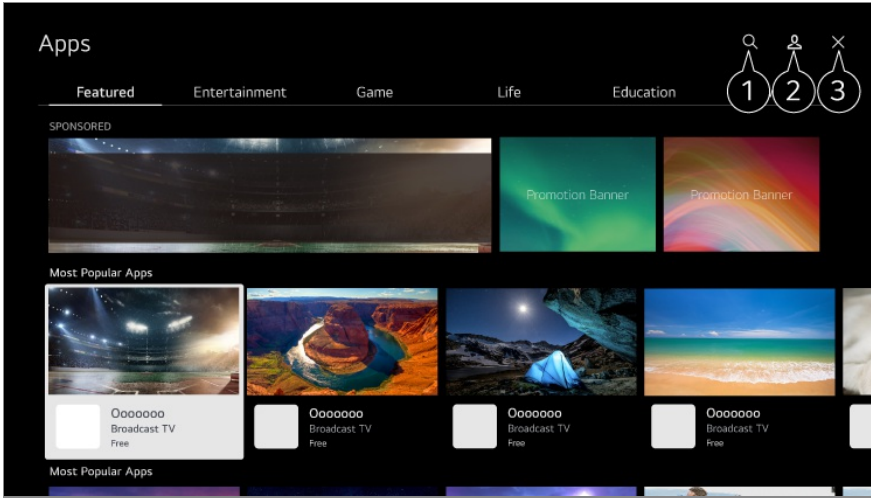 Apps
Featured Entertainment Game Life Education
1 2 3
SPONSORED
Promotion Banner Promotion Banner
Most Popular Apps
Ooooooo Ooooooo Ooooooo Ooooooo
Broadcast TV Broadcast TV Broadcast TV Broadcast TV
Free Free Free Free
Most Popular Apps